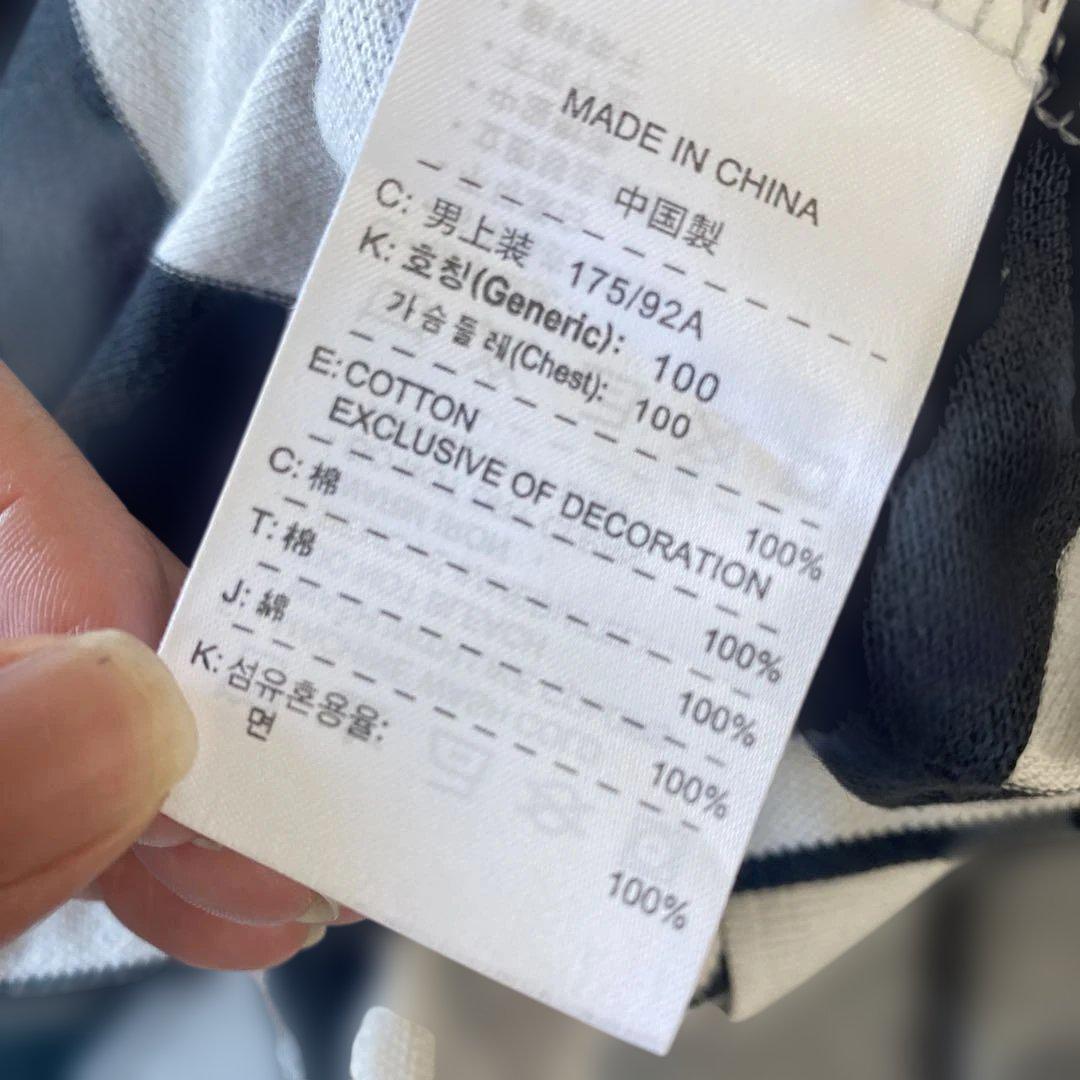 MADE IN CHINA
中国製
C: 男上装 175/92A
K: 호칭(Generic): 100
가슴둘레(Chest): 100
E: COTTON 100%
EXCLUSIVE OF DECORATION
C: 棉 100%
T: 棉 100%
J: 綿 100%
K: 섬유혼용율:
면 100%